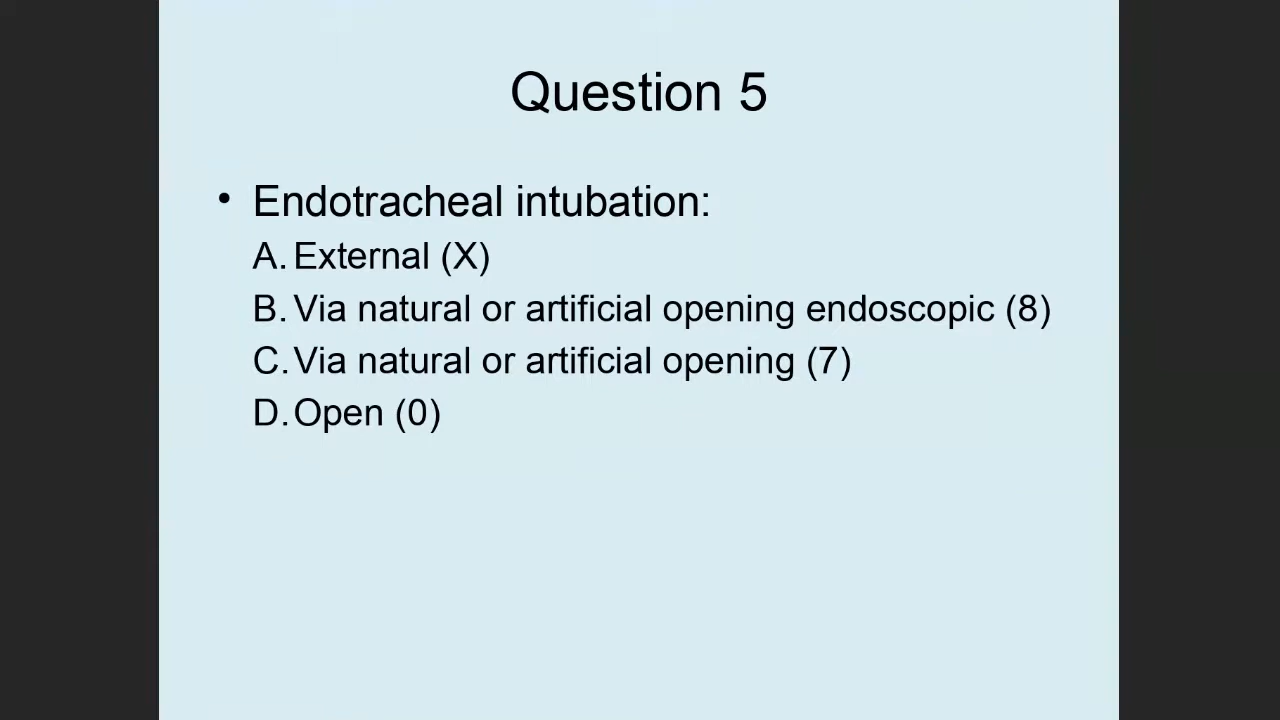 Question 5
• Endotracheal intubation:
A. External (X)
B. Via natural or artificial opening endoscopic (8)
C. Via natural or artificial opening (7)
D. Open (0)